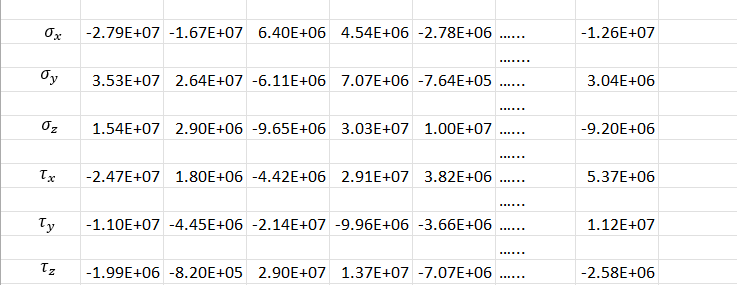 σx -2.79E+07 -1.67E+07 6.40E+06 4.54E+06 -2.78E+06 ...... -1.26E+07
.......
σy 3.53E+07 2.64E+07 -6.11E+06 7.07E+06 -7.64E+05 ...... 3.04E+06
......
σz 1.54E+07 2.90E+06 -9.65E+06 3.03E+07 1.00E+07 ...... -9.20E+06
......
τx -2.47E+07 1.80E+06 -4.42E+06 2.91E+07 3.82E+06 ...... 5.37E+06
......
τy -1.10E+07 -4.45E+06 -2.14E+07 -9.96E+06 -3.66E+06 ...... 1.12E+07
......
τz -1.99E+06 -8.20E+05 2.90E+07 1.37E+07 -7.07E+06 ...... -2.58E+06